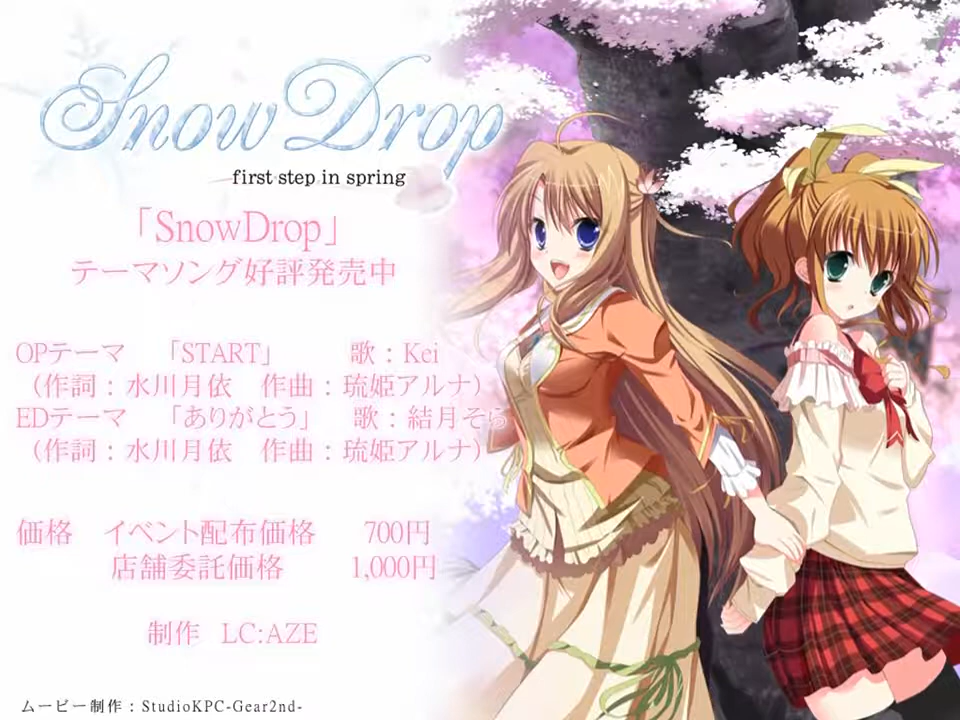 Snow Drop
first step in spring
「SnowDrop」
テーマソング好評発売中
OPテーマ 「START」 歌：Kei
（作詞：水川月依 作曲：琉姫アルナ）
EDテーマ 「ありがとう」 歌：結月そら
（作詞：水川月依 作曲：琉姫アルナ）
価格 イベント配布価格 700円
店舗委託価格 1,000円
制作 LC:AZE
ムービー制作：StudioKPC-Gear2nd-